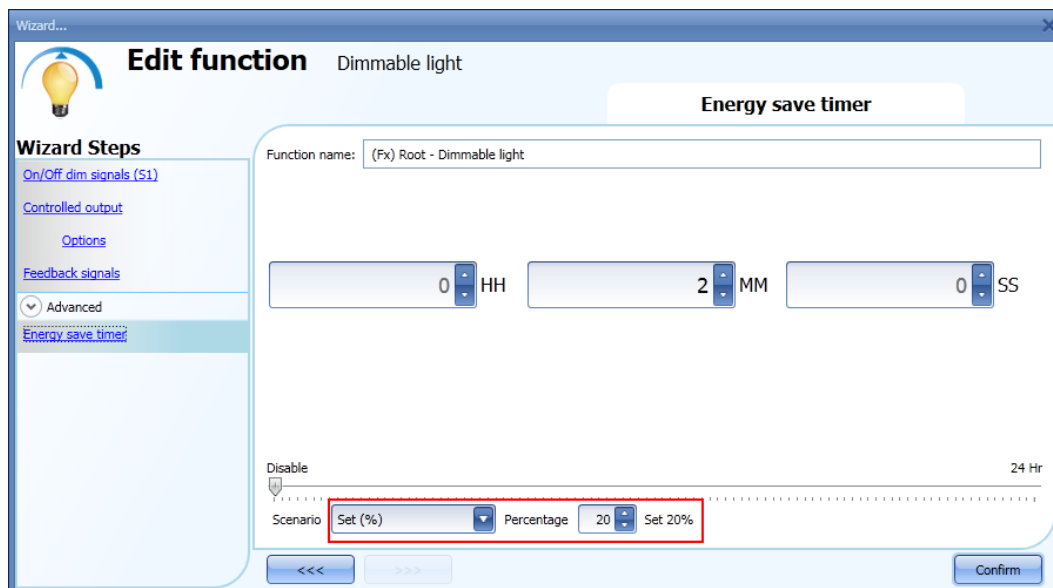 Wizard...
Edit function Dimmable light
Energy save timer
Wizard Steps
On/Off dim signals (S1)
Controlled output
Options
Feedback signals
Advanced
Energy save timer
Function name: (Fx) Root - Dimmable light
0 HH 2 MM 0 SS
Disable 24 Hr
Scenario Set (%) Percentage 20 Set 20%
<<< >>> Confirm